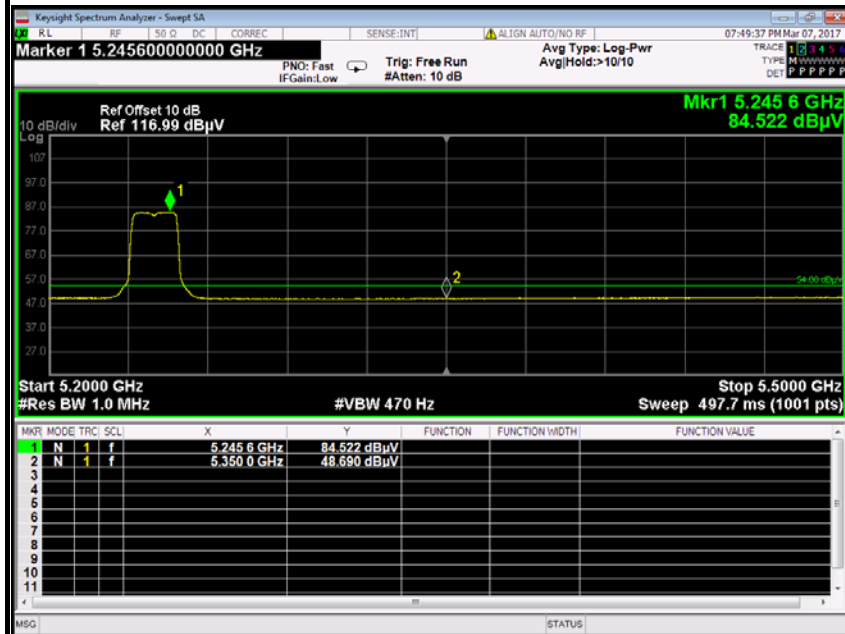 Keysight Spectrum Analyzer - Swept SA
RL RF 50 Ω DC CORREC SENSE:INT ALIGN AUTO/NO RF 07:49:37 PM Mar 07, 2017
Marker 1 5.245600000000 GHz
PNO: Fast
IFGain:Low
Trig: Free Run
#Atten: 10 dB
Avg Type: Log-Pwr
Avg|Hold:>10/10
TRACE 1 2 3 4 5 6
TYPE M WWWWW
DET P P P P P P
Mkr1 5.245 6 GHz
84.522 dBµV
Ref Offset 10 dB
10 dB/div Ref 116.99 dBµV
Log
107
97.0
1
87.0
77.0
67.0
57.0
2
54.00 dBµV
47.0
37.0
27.0
Start 5.2000 GHz Stop 5.5000 GHz
#Res BW 1.0 MHz #VBW 470 Hz Sweep 497.7 ms (1001 pts)
MKR MODE TRC SCL X Y FUNCTION FUNCTION WIDTH FUNCTION VALUE
1 N 1 f 5.245 6 GHz 84.522 dBµV
2 N 1 f 5.350 0 GHz 48.690 dBµV
3
4
5
6
7
8
9
10
11
MSG STATUS